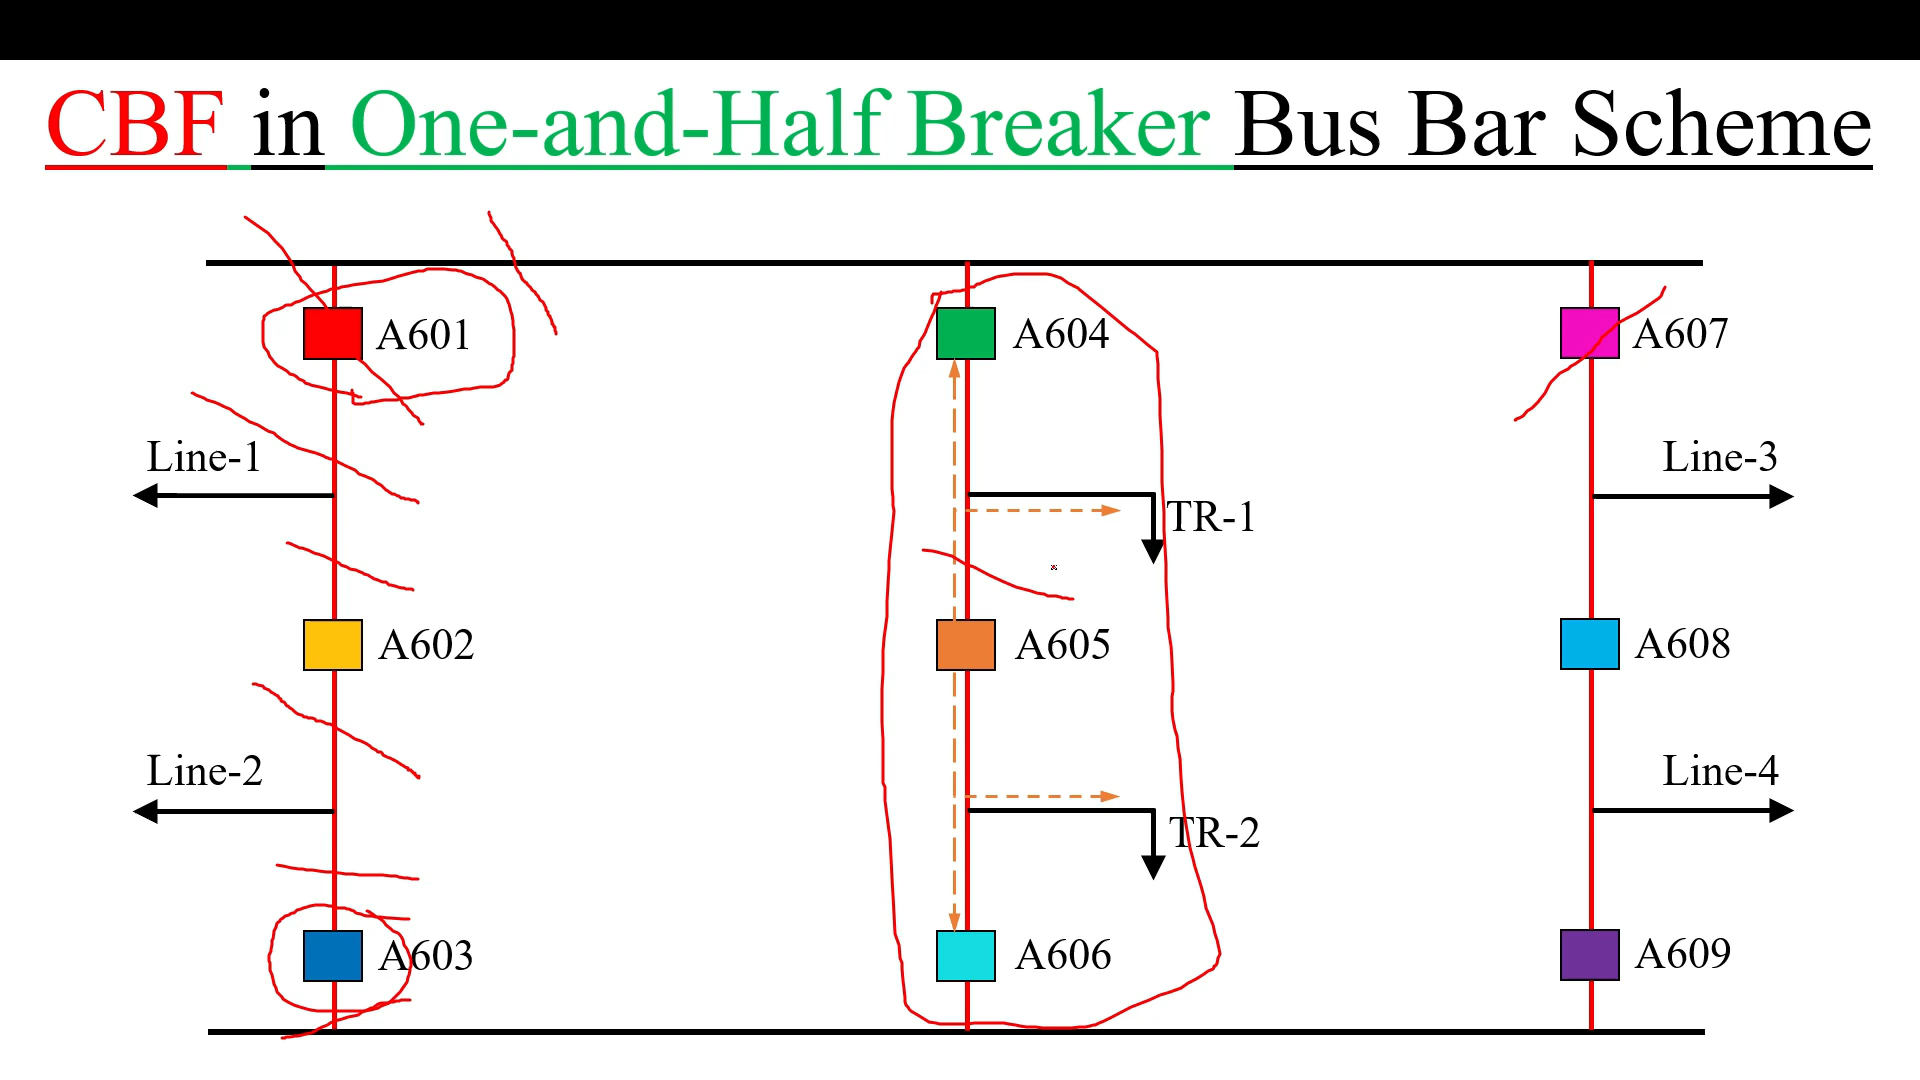 CBF in One-and-Half Breaker Bus Bar Scheme
A601
A604
A607
Line-1
Line-3
TR-1
A602
A605
A608
Line-2
Line-4
TR-2
A603
A606
A609